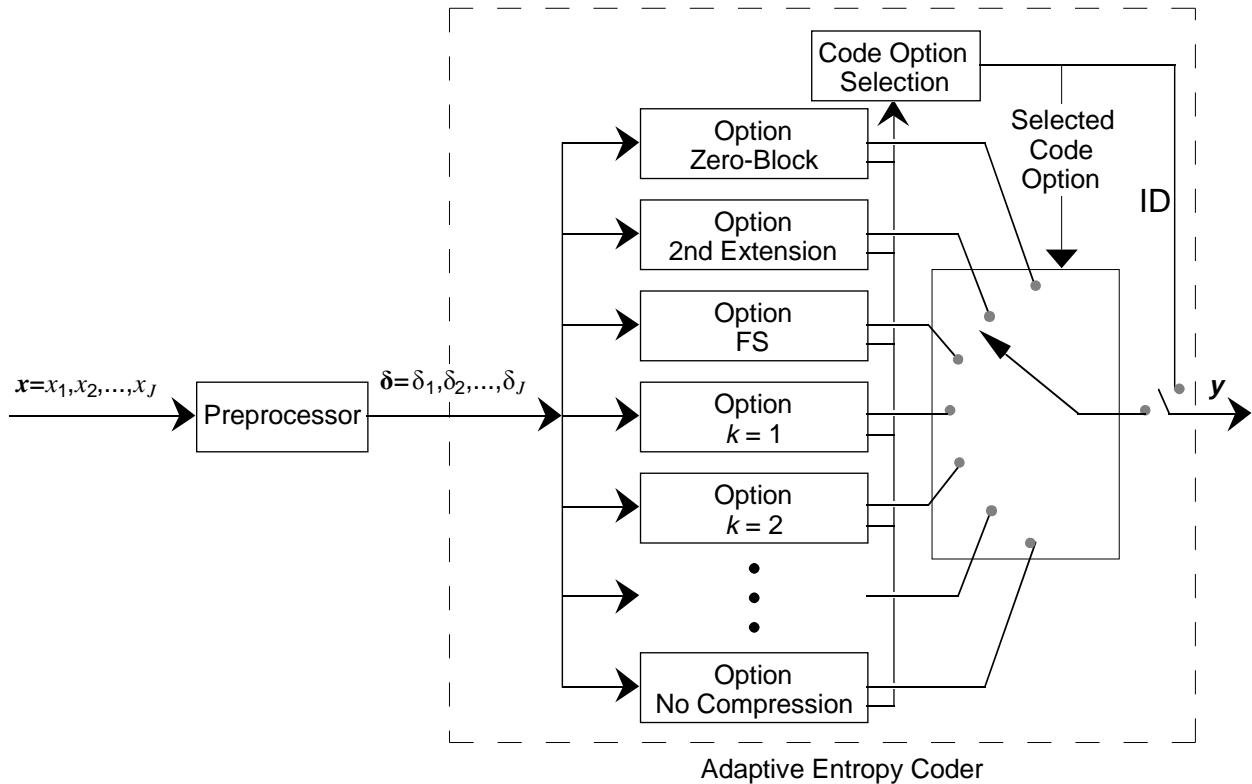 Code Option
Selection
Option
Zero-Block
Selected
Code
Option
ID
Option
2nd Extension
Option
FS
x=x1,x2,...,xJ
Preprocessor
δ=δ1,δ2,...,δJ
Option
k = 1
y
Option
k = 2
Option
No Compression
Adaptive Entropy Coder